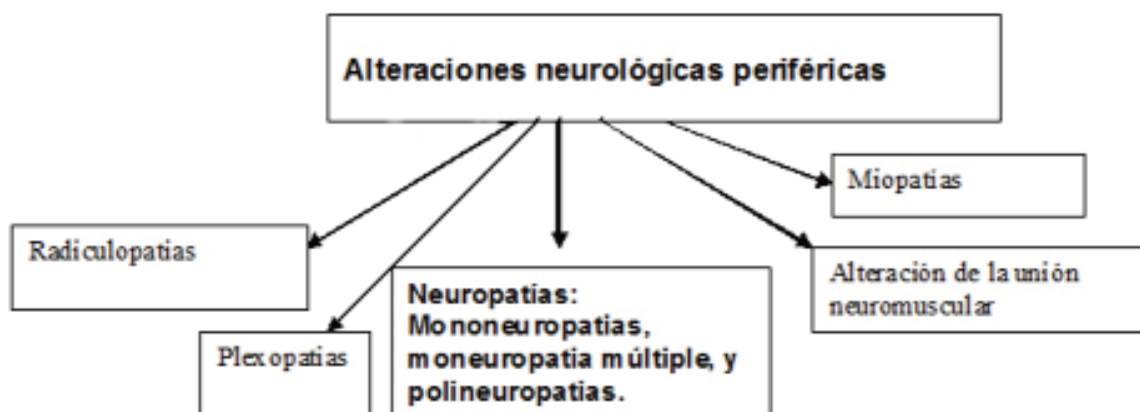 Alteraciones neurológicas periféricas
Miopatias
Radiculopatias
Alteración de la unión
neuromuscular
Neuropatias:
Mononeuropatias,
moneuropatia múltiple, y
polineuropatias.
Plexopatias